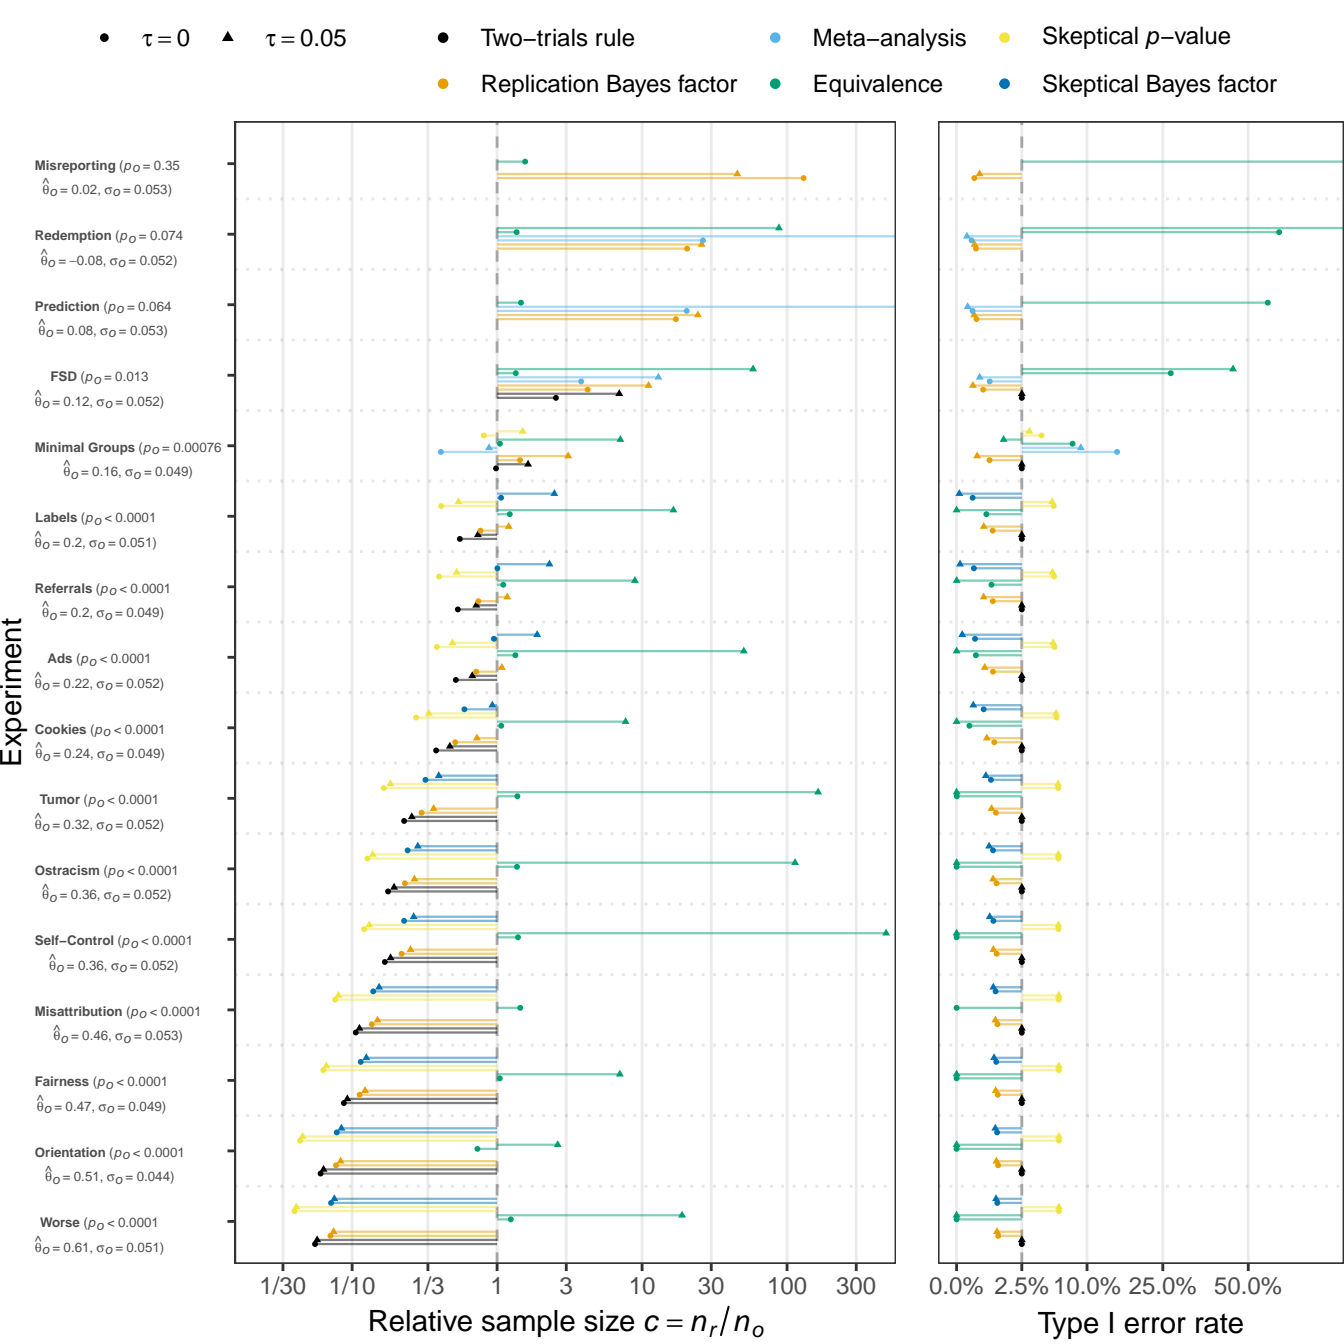 τ = 0 τ = 0.05 Two−trials rule Meta−analysis Skeptical p−value
Replication Bayes factor Equivalence Skeptical Bayes factor
Experiment
Misreporting (po = 0.35
θ̂o = 0.02, σo = 0.053)
Redemption (po = 0.074
θ̂o = −0.08, σo = 0.052)
Prediction (po = 0.064
θ̂o = 0.08, σo = 0.053)
FSD (po = 0.013
θ̂o = 0.12, σo = 0.052)
Minimal Groups (po = 0.00076
θ̂o = 0.16, σo = 0.049)
Labels (po < 0.0001
θ̂o = 0.2, σo = 0.051)
Referrals (po < 0.0001
θ̂o = 0.2, σo = 0.049)
Ads (po < 0.0001
θ̂o = 0.22, σo = 0.052)
Cookies (po < 0.0001
θ̂o = 0.24, σo = 0.049)
Tumor (po < 0.0001
θ̂o = 0.32, σo = 0.052)
Ostracism (po < 0.0001
θ̂o = 0.36, σo = 0.052)
Self−Control (po < 0.0001
θ̂o = 0.36, σo = 0.052)
Misattribution (po < 0.0001
θ̂o = 0.46, σo = 0.053)
Fairness (po < 0.0001
θ̂o = 0.47, σo = 0.049)
Orientation (po < 0.0001
θ̂o = 0.51, σo = 0.044)
Worse (po < 0.0001
θ̂o = 0.61, σo = 0.051)
1/30 1/10 1/3 1 3 10 30 100 300
Relative sample size c = nr/no
0.0% 2.5% 10.0% 25.0% 50.0%
Type I error rate